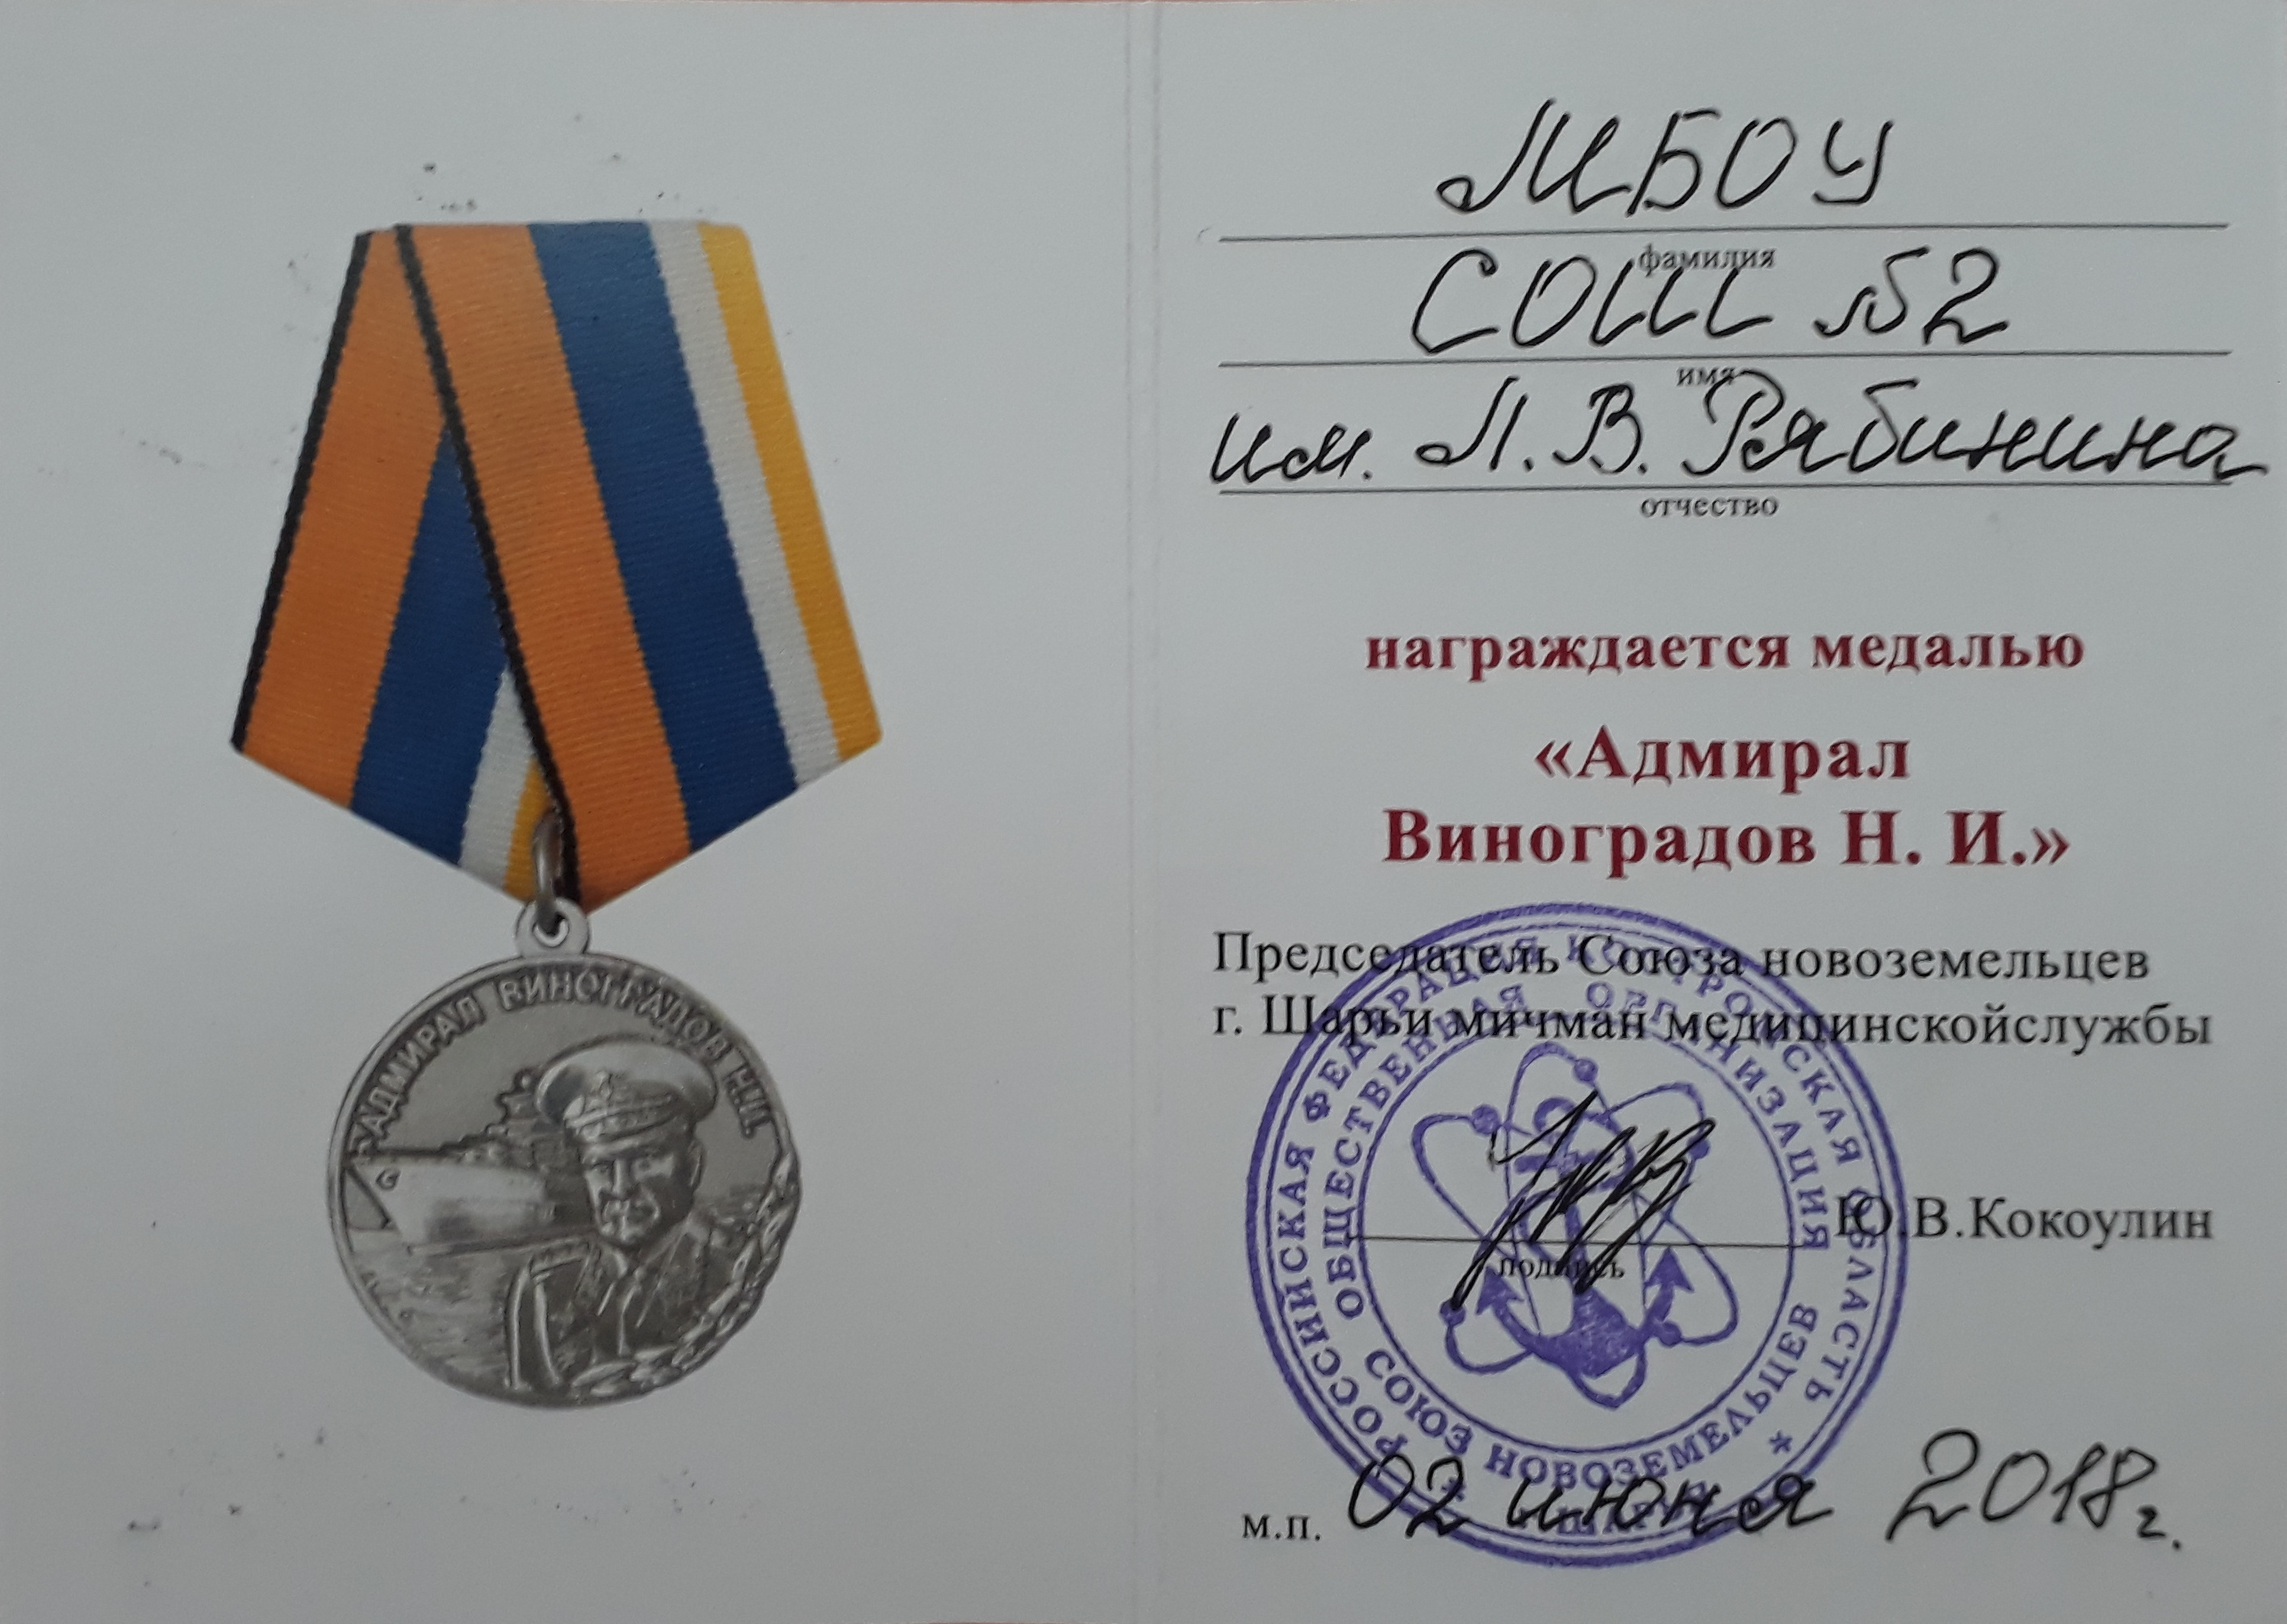 АДМИРАЛ ВИНОГРАДОВ Н.И.
МБОУ
фамилия
СОШ №2
имя
им. Л.В. Рябинина
отчество
награждается медалью
«Адмирал
Виноградов Н. И.»
Председатель Союза новоземельцев
г. Шарьи мичман медицинскойслужбы
Ю.В.Кокоулин
подпись
РОССИЙСКАЯ ФЕДЕРАЦИЯ КОСТРОМСКАЯ ОБЛАСТЬ
ОБЩЕСТВЕННАЯ ОРГАНИЗАЦИЯ
СОЮЗ НОВОЗЕМЕЛЬЦЕВ
м.п. 02 июня 2018г.